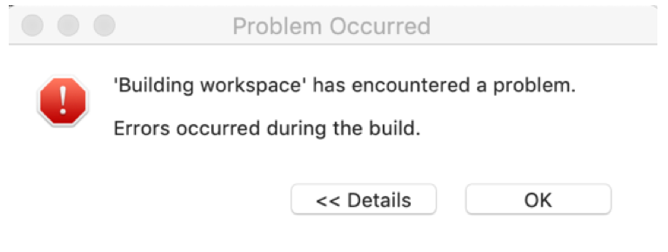 Problem Occurred
'Building workspace' has encountered a problem.
Errors occurred during the build.
<< Details
OK